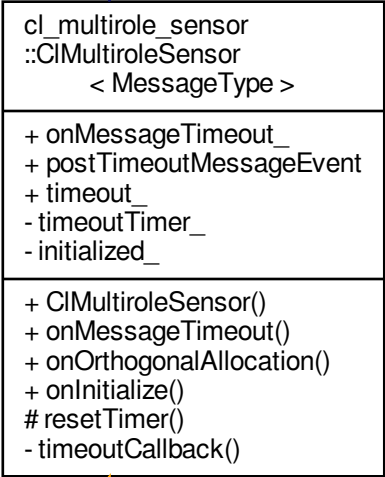 cl_multirole_sensor
::ClMultiroleSensor
< MessageType >
+ onMessageTimeout_
+ postTimeoutMessageEvent
+ timeout_
- timeoutTimer_
- initialized_
+ ClMultiroleSensor()
+ onMessageTimeout()
+ onOrthogonalAllocation()
+ onInitialize()
# resetTimer()
- timeoutCallback()